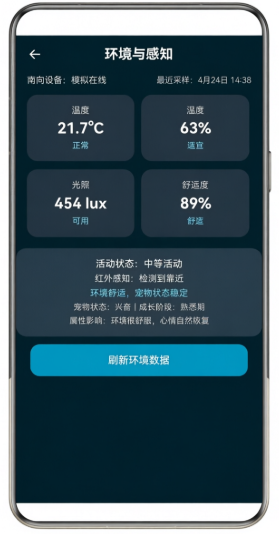 环境与感知
南向设备：模拟在线 最近采样：4月24日 14:38
温度 温度
21.7°C 63%
正常 适宜
光照 舒适度
454 lux 89%
可用 舒适
活动状态：中等活动
红外感知：检测到靠近
环境舒适，宠物状态稳定
宠物状态：兴奋 | 成长阶段：熟悉期
属性影响：环境很舒服，心情自然恢复
刷新环境数据